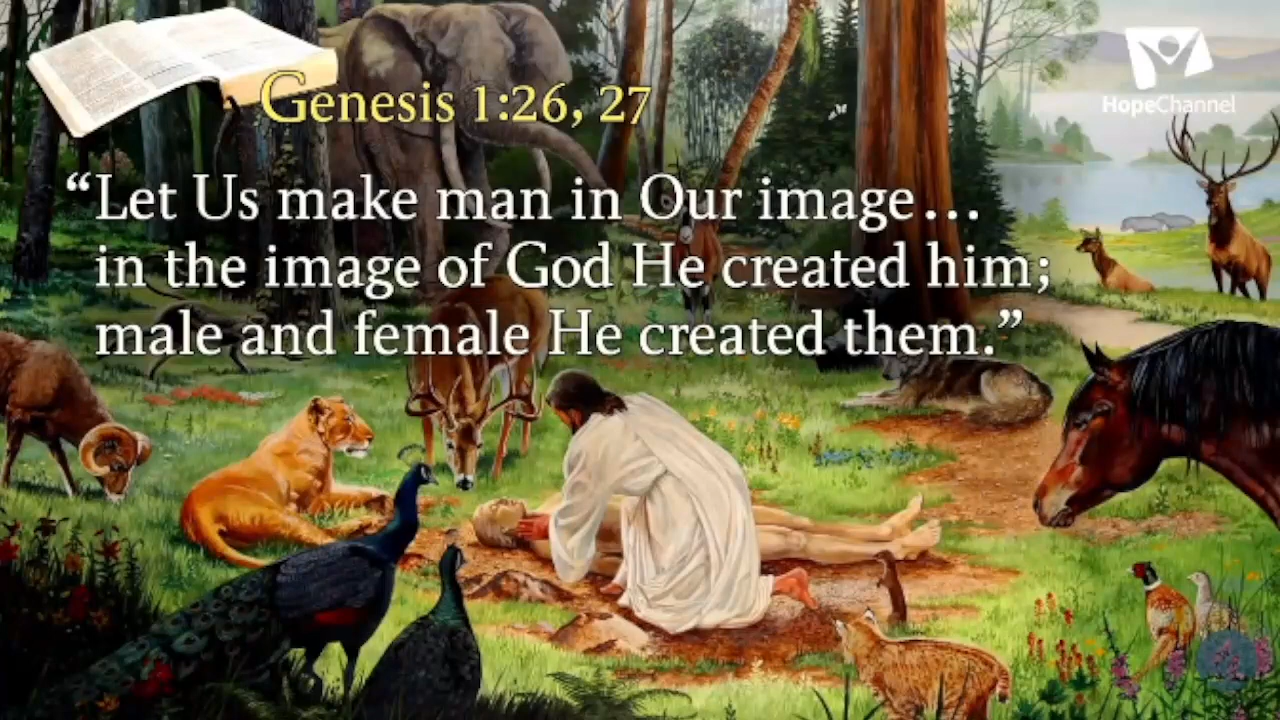 Genesis 1:26, 27
HopeChannel
“Let Us make man in Our image…
in the image of God He created him;
male and female He created them.”